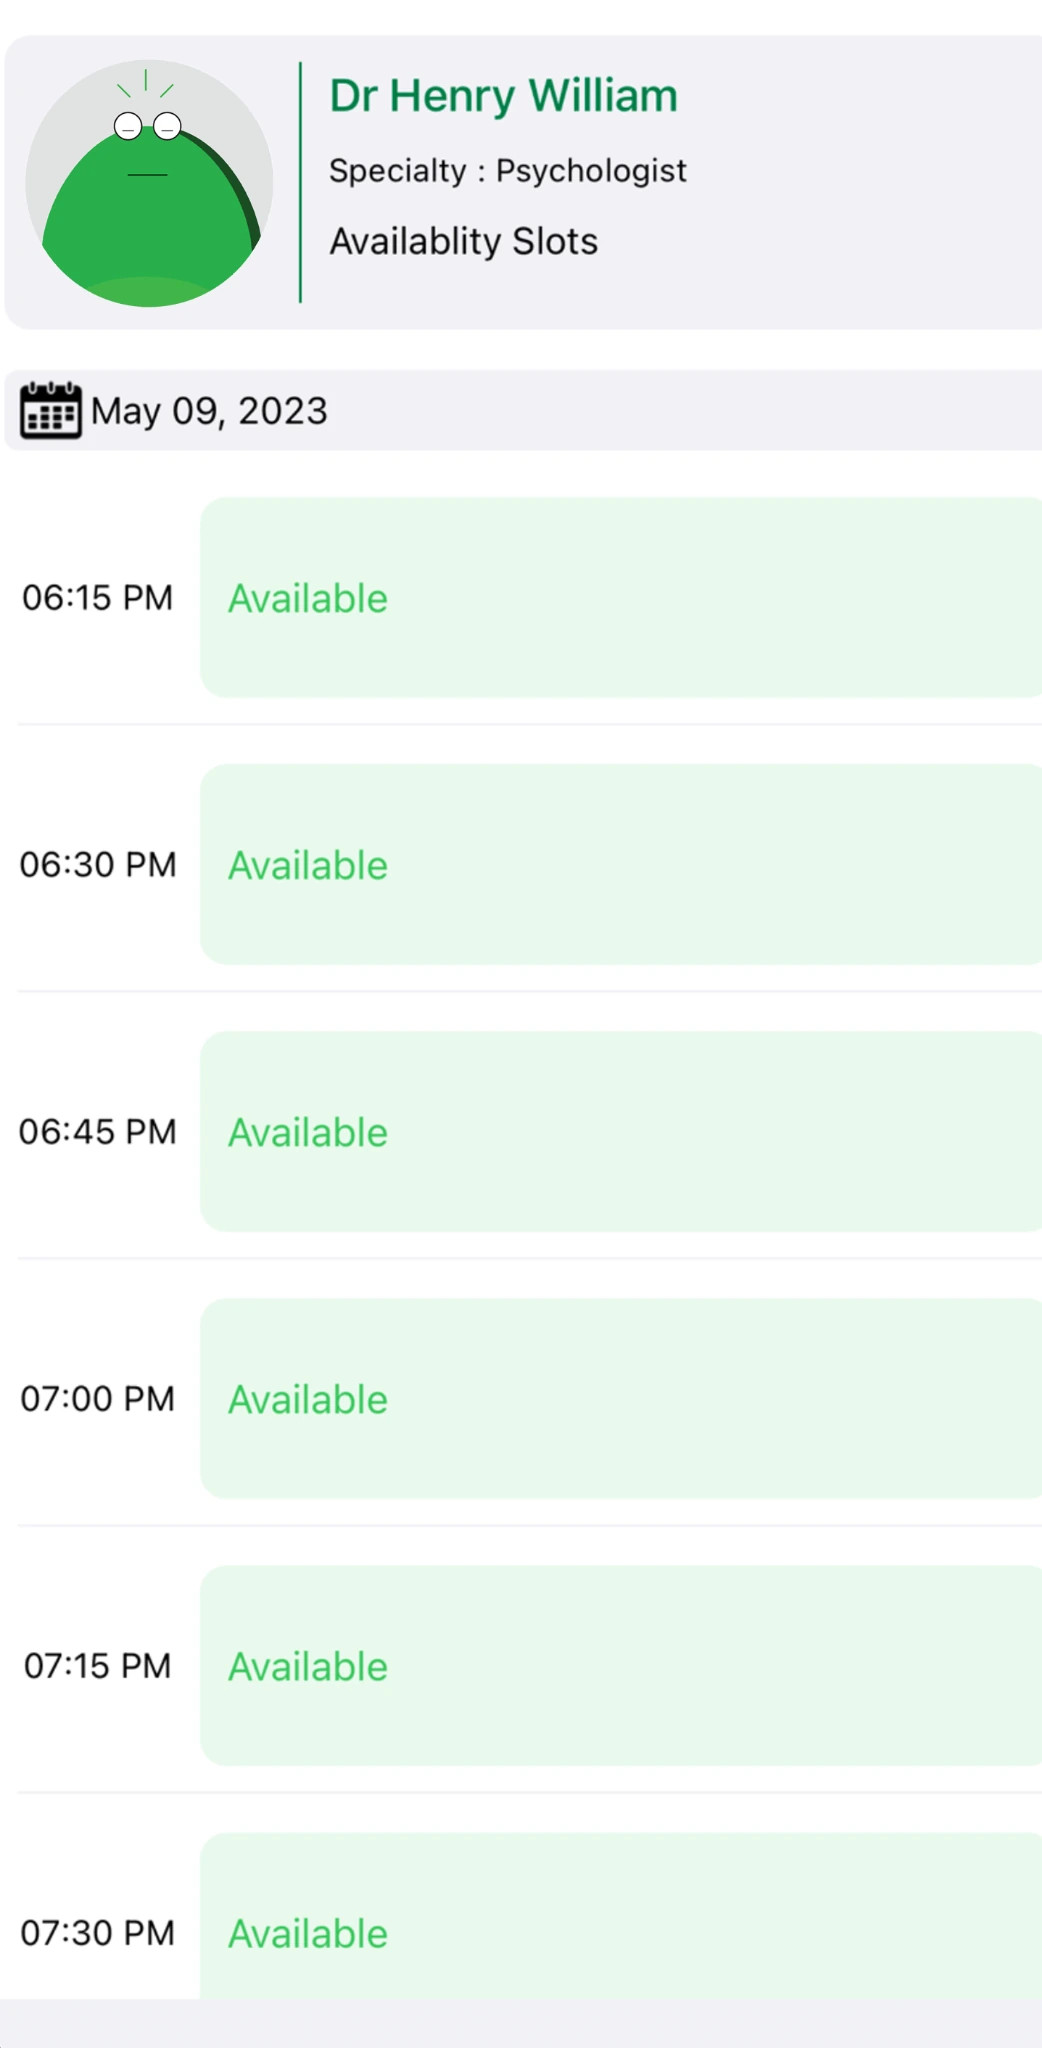 Dr Henry William
Specialty : Psychologist
Availablity Slots
May 09, 2023
06:15 PM Available
06:30 PM Available
06:45 PM Available
07:00 PM Available
07:15 PM Available
07:30 PM Available